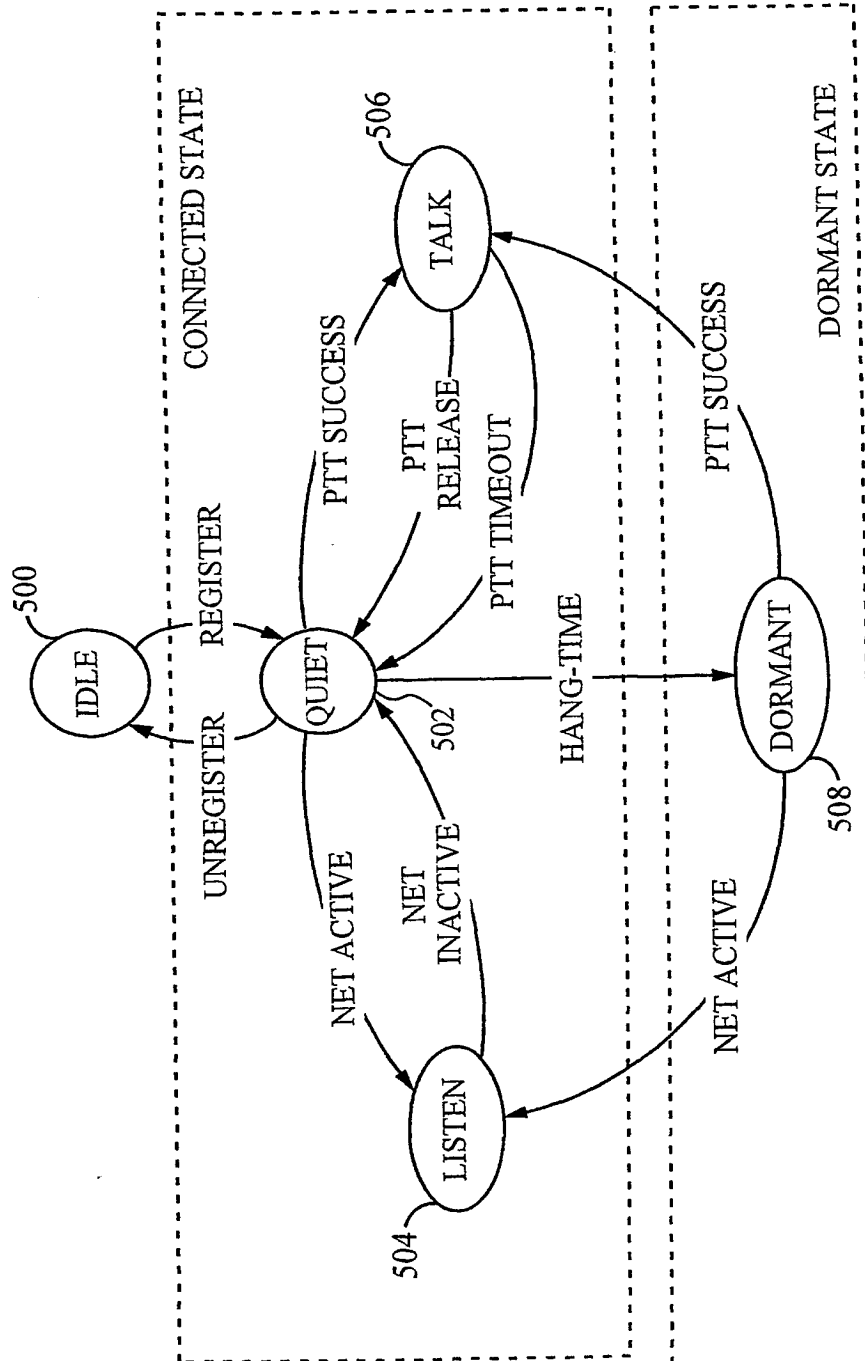 500
IDLE
UNREGISTER
REGISTER
CONNECTED STATE
QUIET
502
NET ACTIVE
NET
INACTIVE
504
LISTEN
PTT SUCCESS
PTT
RELEASE
PTT TIMEOUT
506
TALK
HANG-TIME
NET ACTIVE
508
DORMANT
PTT SUCCESS
DORMANT STATE